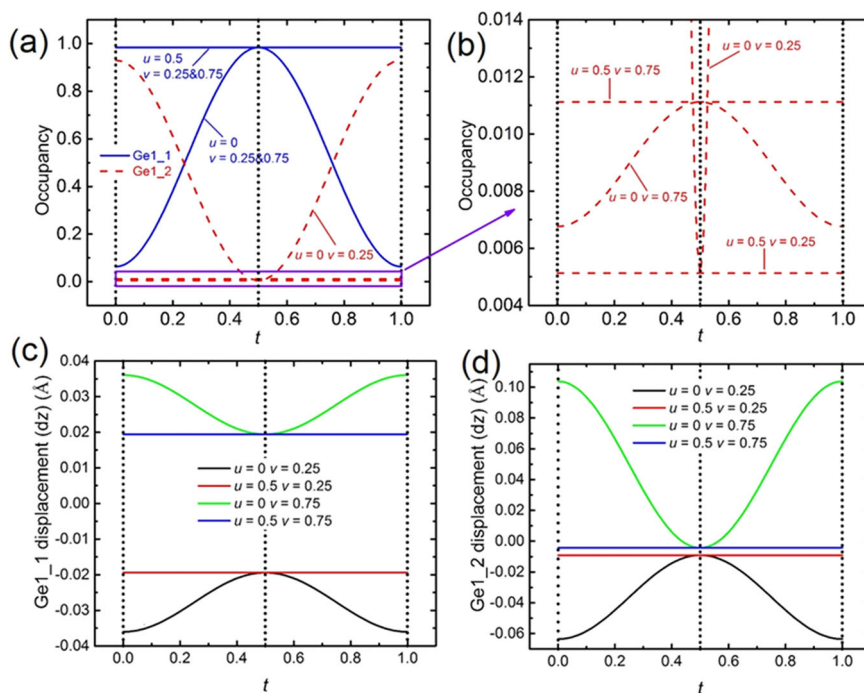 (a)
1.0
0.8
0.6
0.4
0.2
0.0
Occupancy
u = 0.5
v = 0.25&0.75
u = 0
v = 0.25&0.75
Ge1_1
Ge1_2
u = 0 v = 0.25
0.0 0.2 0.4 0.6 0.8 1.0
t
(b)
0.014
0.012
0.010
0.008
0.006
0.004
Occupancy
u = 0 v = 0.25
u = 0.5 v = 0.75
u = 0 v = 0.75
u = 0.5 v = 0.25
0.0 0.2 0.4 0.6 0.8 1.0
t
(c)
0.04
0.03
0.02
0.01
0.00
-0.01
-0.02
-0.03
-0.04
Ge1_1 displacement (dz) (Å)
u = 0 v = 0.25
u = 0.5 v = 0.25
u = 0 v = 0.75
u = 0.5 v = 0.75
0.0 0.2 0.4 0.6 0.8 1.0
t
(d)
0.10
0.08
0.06
0.04
0.02
0.00
-0.02
-0.04
-0.06
Ge1_2 displacement (dz) (Å)
u = 0 v = 0.25
u = 0.5 v = 0.25
u = 0 v = 0.75
u = 0.5 v = 0.75
0.0 0.2 0.4 0.6 0.8 1.0
t